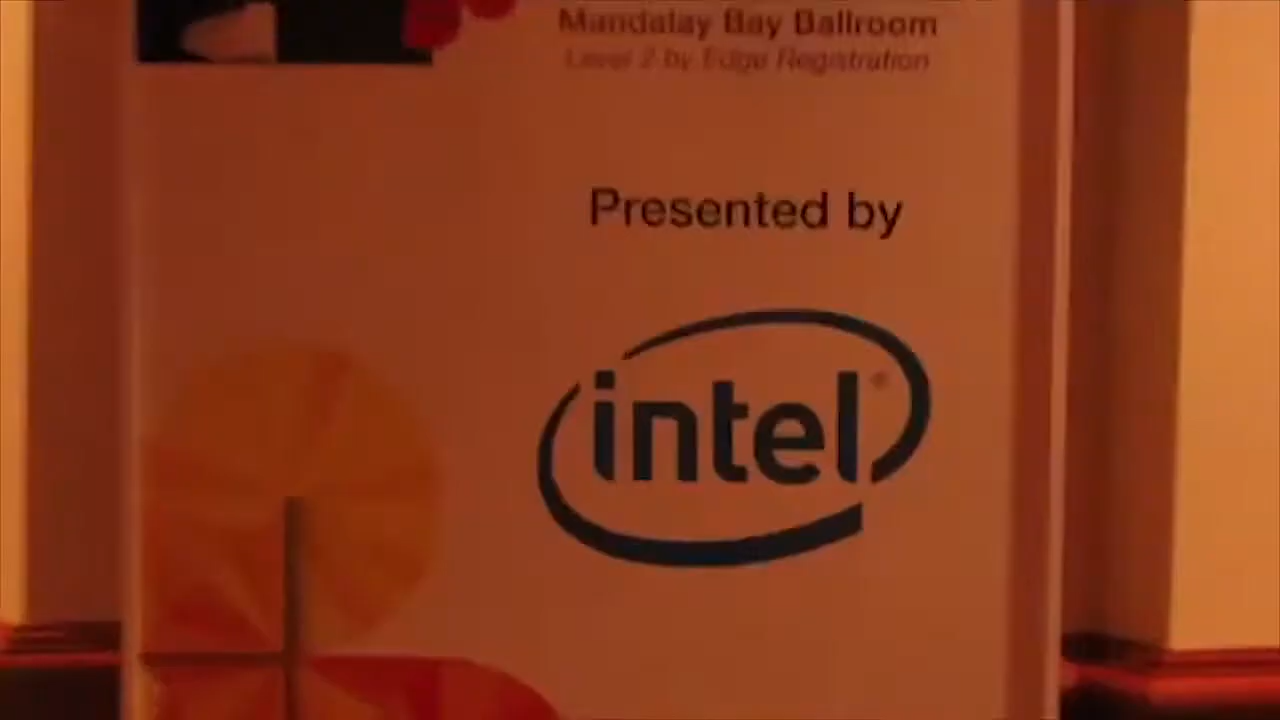 Mandalay Bay Ballroom
Level 2 by Edge Registration
Presented by
intel®